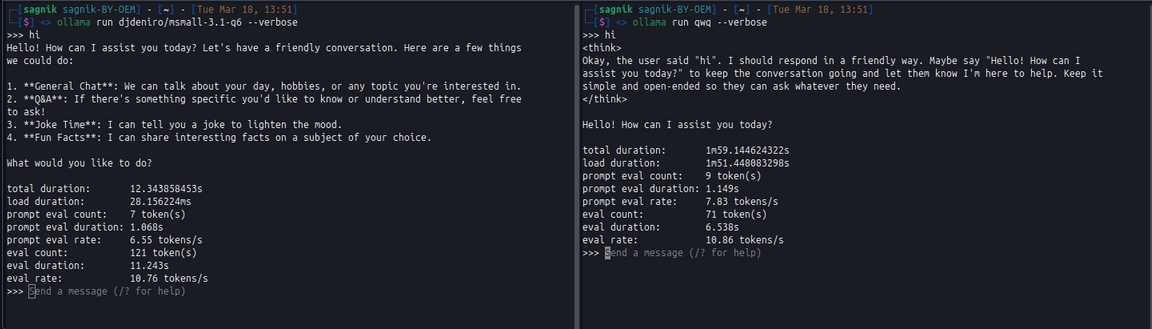 sagnik sagnik-BY-OEM] - [~] - [Tue Mar 18, 13:51]
[$] <> ollama run djdeniro/msmall-3.1-q6 --verbose
>>> hi
Hello! How can I assist you today? Let's have a friendly conversation. Here are a few things
we could do:
1. **General Chat**: We can talk about your day, hobbies, or any topic you're interested in.
2. **Q&A**: If there's something specific you'd like to know or understand better, feel free
to ask!
3. **Joke Time**: I can tell you a joke to lighten the mood.
4. **Fun Facts**: I can share interesting facts on a subject of your choice.
What would you like to do?
total duration: 12.343858453s
load duration: 28.156224ms
prompt eval count: 7 token(s)
prompt eval duration: 1.068s
prompt eval rate: 6.55 tokens/s
eval count: 121 token(s)
eval duration: 11.243s
eval rate: 10.76 tokens/s
>>> Send a message (/? for help)
sagnik sagnik-BY-OEM] - [~] - [Tue Mar 18, 13:51]
[$] <> ollama run qwq --verbose
>>> hi
<think>
Okay, the user said "hi". I should respond in a friendly way. Maybe say "Hello! How can I
assist you today?" to keep the conversation going and let them know I'm here to help. Keep it
simple and open-ended so they can ask whatever they need.
</think>
Hello! How can I assist you today?
total duration: 1m59.144624322s
load duration: 1m51.448083298s
prompt eval count: 9 token(s)
prompt eval duration: 1.149s
prompt eval rate: 7.83 tokens/s
eval count: 71 token(s)
eval duration: 6.538s
eval rate: 10.86 tokens/s
>>> Send a message (/? for help)